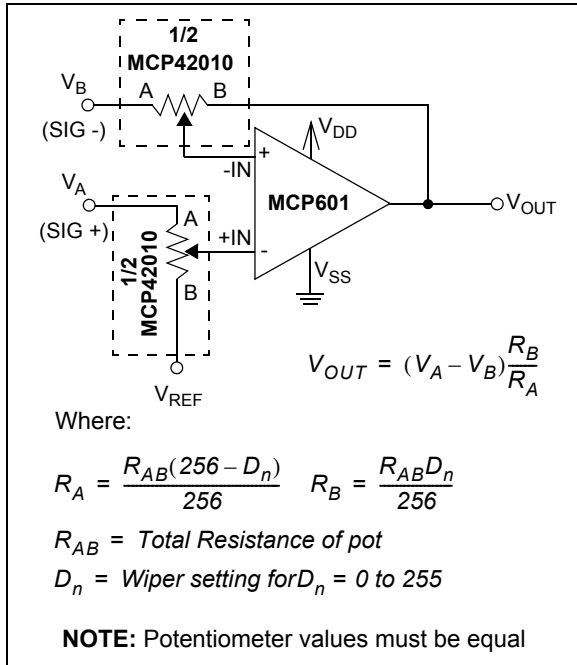 1/2
MCP42010
V_B
A B
(SIG -)
V_DD
+
-IN
MCP601
V_A
(SIG +)
A
+IN
-
V_OUT
1/2
MCP42010
B
V_SS
V_REF
V_OUT = (V_A – V_B) R_B/R_A
Where:
R_A = R_AB(256 – D_n)/256 R_B = R_AB D_n/256
R_AB = Total Resistance of pot
D_n = Wiper setting forD_n = 0 to 255
NOTE: Potentiometer values must be equal